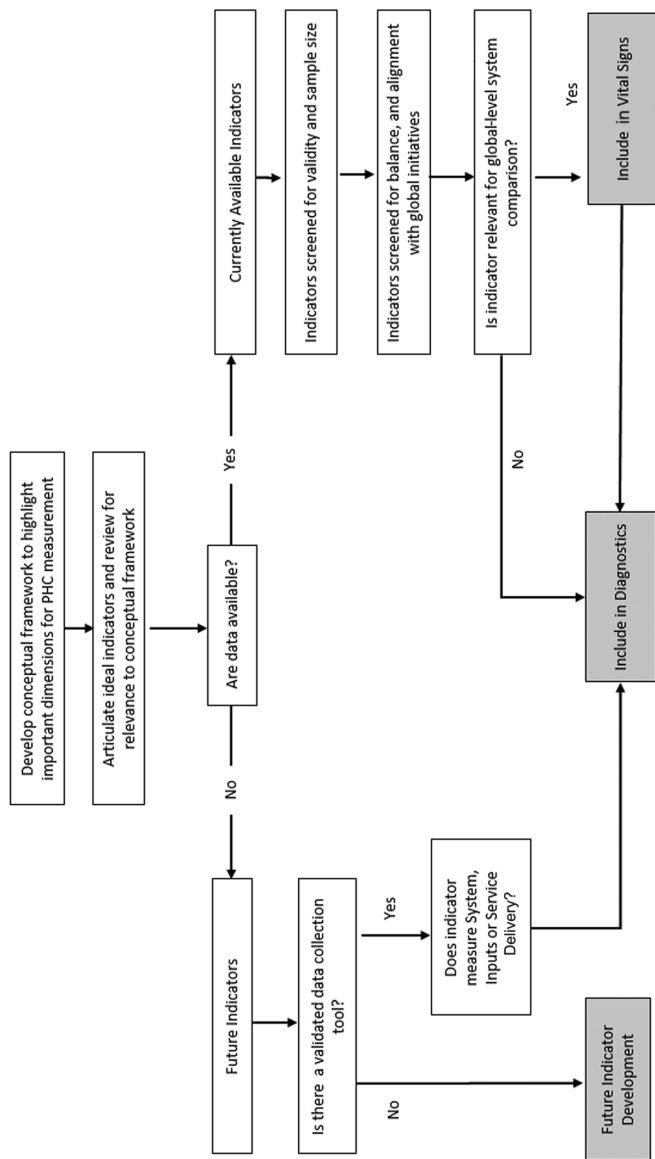 Develop conceptual framework to highlight
important dimensions for PHC measurement
Articulate ideal indicators and review for
relevance to conceptual framework
Are data available?
No
Yes
Future Indicators
Currently Available Indicators
Is there a validated data collection
tool?
Indicators screened for validity and sample size
Yes
Indicators screened for balance, and alignment
with global initiatives
Does indicator
measure System,
Inputs or Service
Delivery?
Is indicator relevant for global-level system
comparison?
No
No
Yes
Future Indicator
Development
Include in Diagnostics
Include in Vital Signs